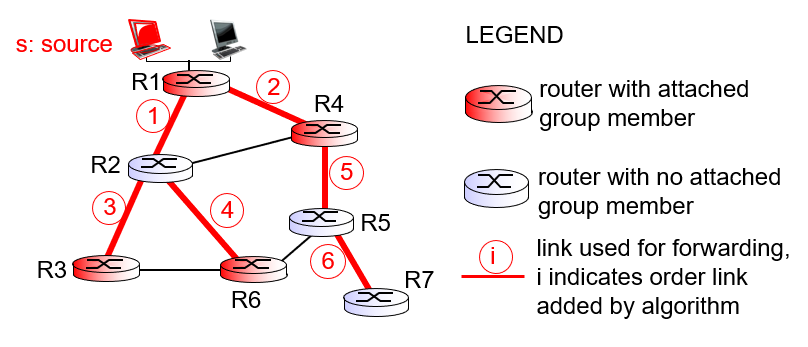 s: source
LEGEND
R1
2
router with attached
group member
R4
1
R2
5
router with no attached
group member
3
4
R5
R3
6
i
link used for forwarding,
i indicates order link
added by algorithm
R6
R7